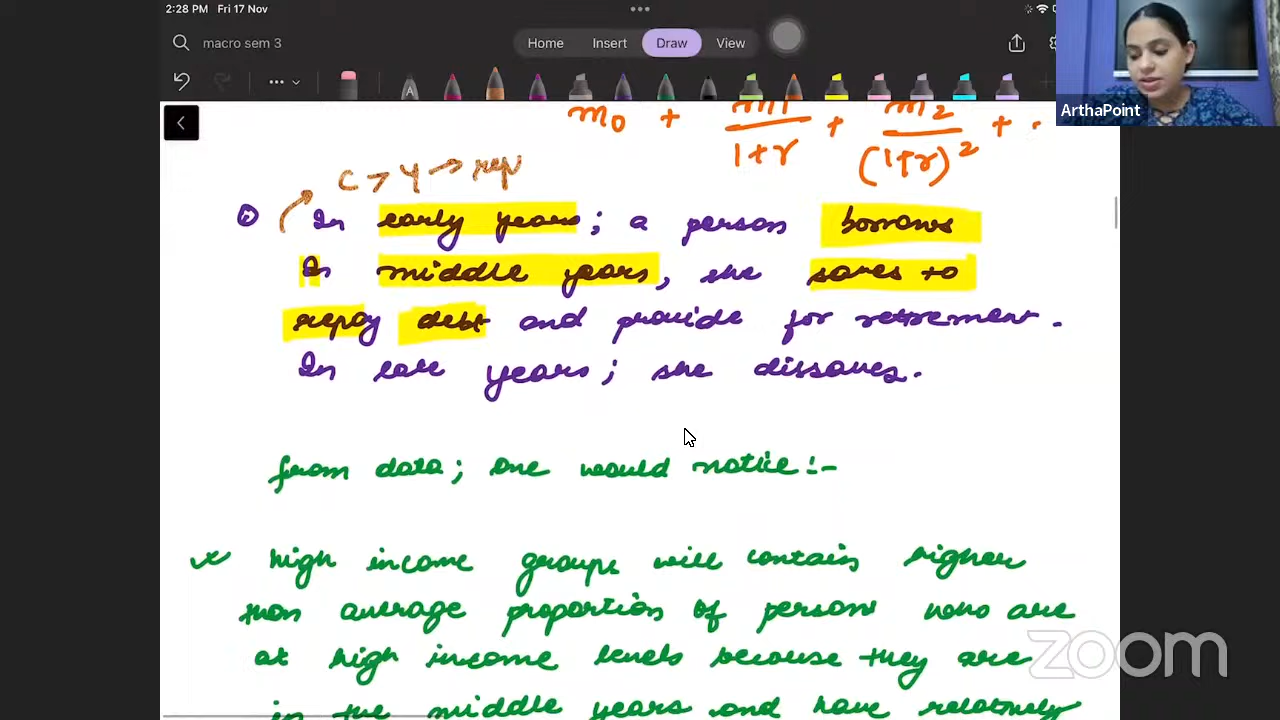 2:28 PM Fri 17 Nov
macro sem 3
Home Insert Draw View
ArthaPoint
m0 + m1/1+r + m2/(1+r)^2 + .
C > Y →
① In early years; a person borrows
In middle years, she saves to
repay debt and provide for retirement.
In late years; she dissaves.
from data; one would notice:-
* high income groups will contain higher
than average proportion of persons who are
at high income levels because they are
in the middle years and have relatively
zoom